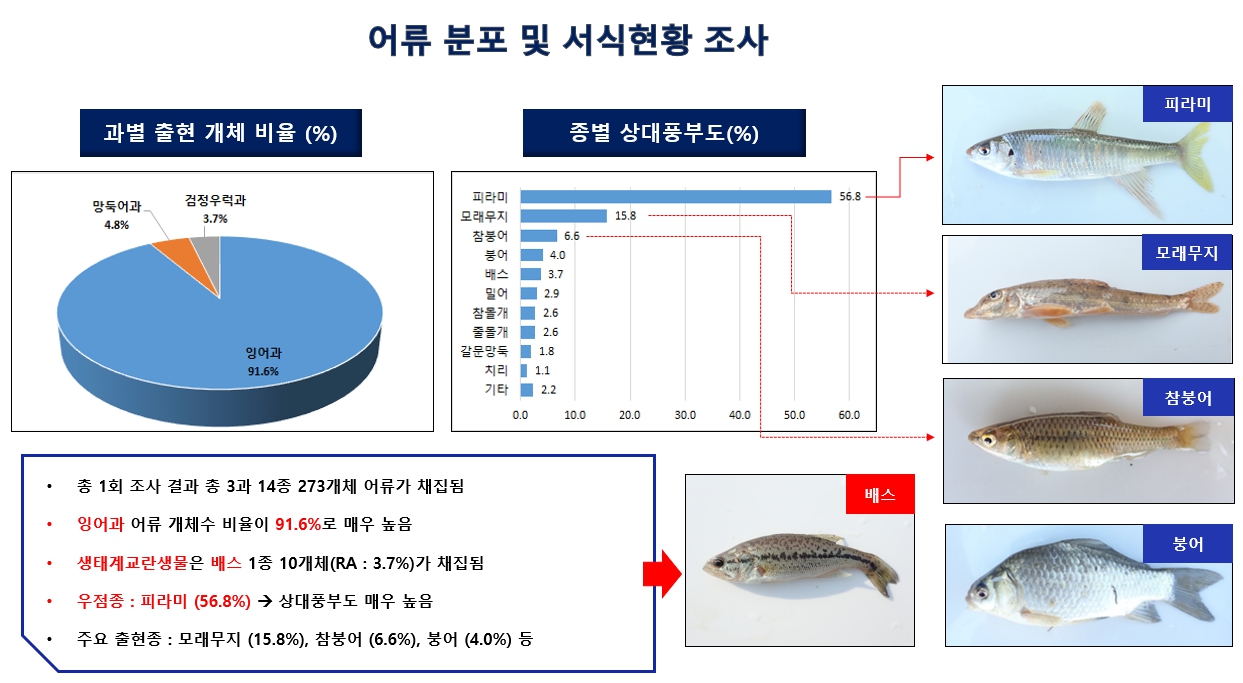 어류 분포 및 서식현황 조사
과별 출현 개체 비율 (%)
망둑어과
4.8%
검정우럭과
3.7%
잉어과
91.6%
종별 상대풍부도(%)
피라미 56.8
모래무지 15.8
참붕어 6.6
붕어 4.0
배스 3.7
밀어 2.9
참몰개 2.6
줄몰개 2.6
갈문망둑 1.8
치리 1.1
기타 2.2
0.0 10.0 20.0 30.0 40.0 50.0 60.0
피라미
모래무지
참붕어
붕어
• 총 1회 조사 결과 총 3과 14종 273개체 어류가 채집됨
• 잉어과 어류 개체수 비율이 91.6%로 매우 높음
• 생태계교란생물은 배스 1종 10개체(RA : 3.7%)가 채집됨
• 우점종 : 피라미 (56.8%) → 상대풍부도 매우 높음
• 주요 출현종 : 모래무지 (15.8%), 참붕어 (6.6%), 붕어 (4.0%) 등
배스